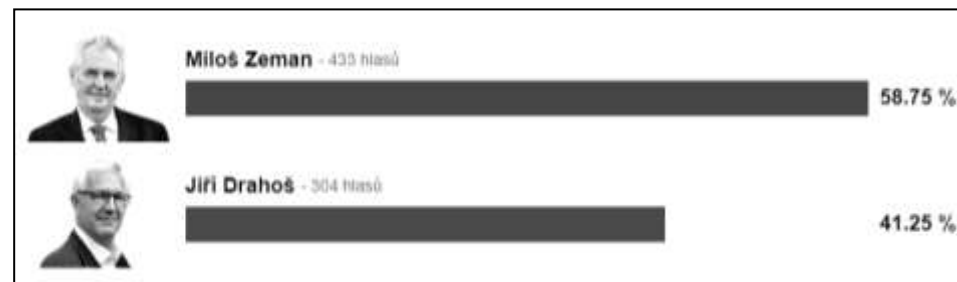 Miloš Zeman - 433 hlasů
58.75 %
Jiří Drahoš - 304 hlasů
41.25 %